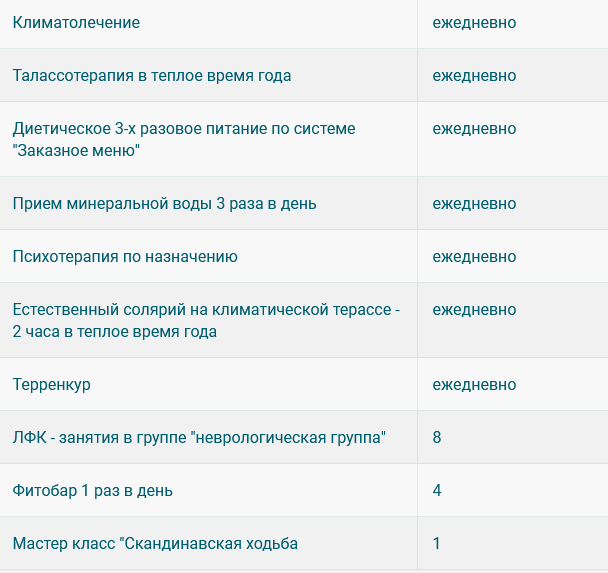 Климатолечение ежедневно
Талассотерапия в теплое время года ежедневно
Диетическое 3-х разовое питание по системе ежедневно
"Заказное меню"
Прием минеральной воды 3 раза в день ежедневно
Психотерапия по назначению ежедневно
Естественный солярий на климатической терассе - ежедневно
2 часа в теплое время года
Терренкур ежедневно
ЛФК - занятия в группе "неврологическая группа" 8
Фитобар 1 раз в день 4
Мастер класс "Скандинавская ходьба 1